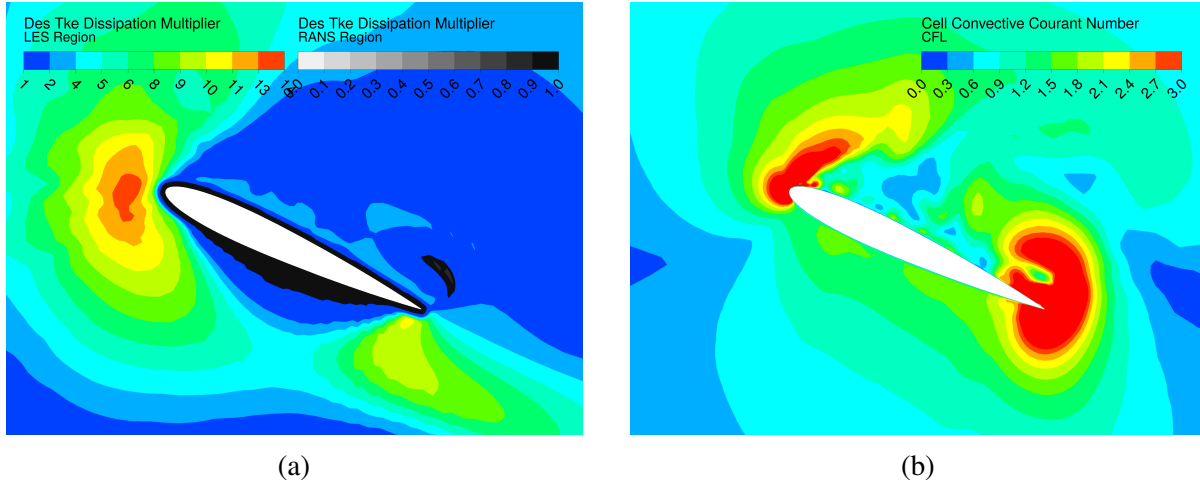 Des Tke Dissipation Multiplier
LES Region
1 2 4 5 6 8 9 10 11 13
Des Tke Dissipation Multiplier
RANS Region
0.1 0.2 0.3 0.4 0.5 0.6 0.7 0.8 0.9 1.0
Cell Convective Courant Number
CFL
0.0 0.3 0.6 0.9 1.2 1.5 1.8 2.1 2.4 2.7 3.0
(a)
(b)